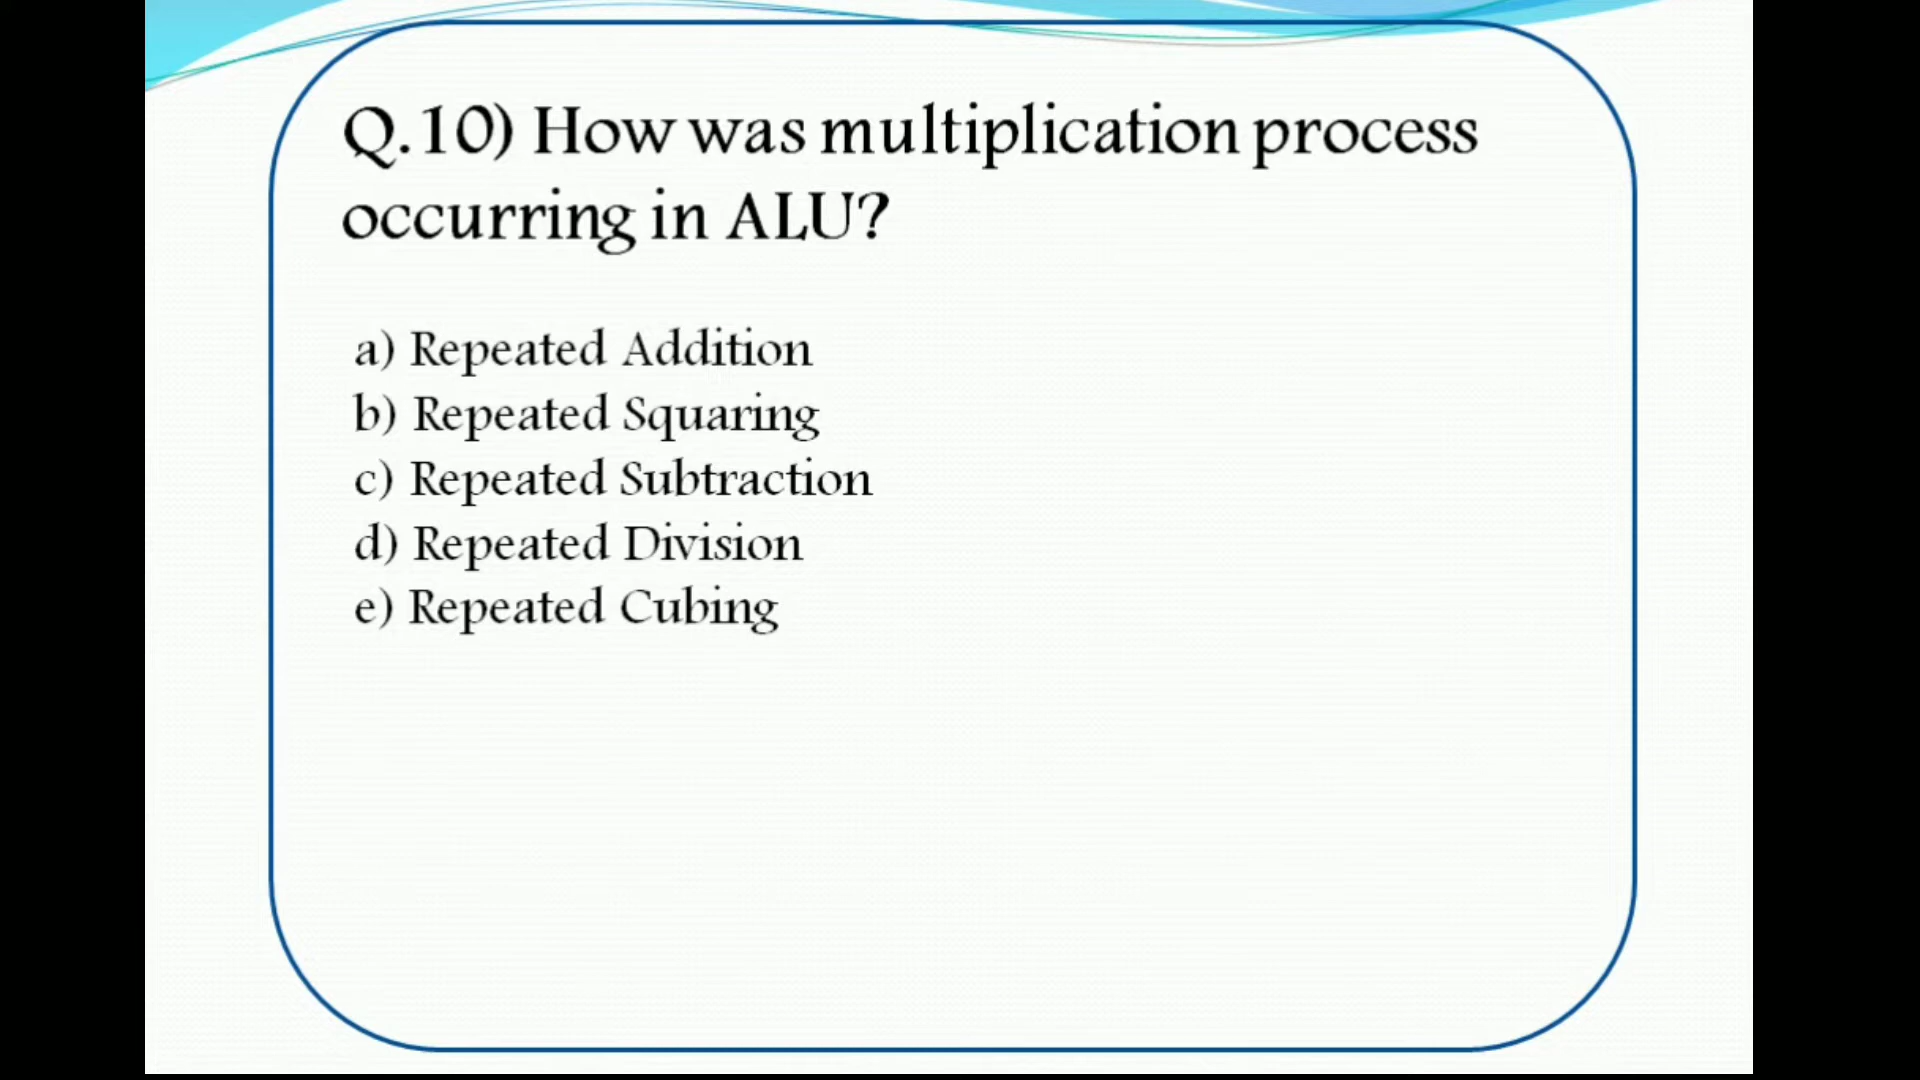 Q.10) How was multiplication process
occurring in ALU?
a) Repeated Addition
b) Repeated Squaring
c) Repeated Subtraction
d) Repeated Division
e) Repeated Cubing